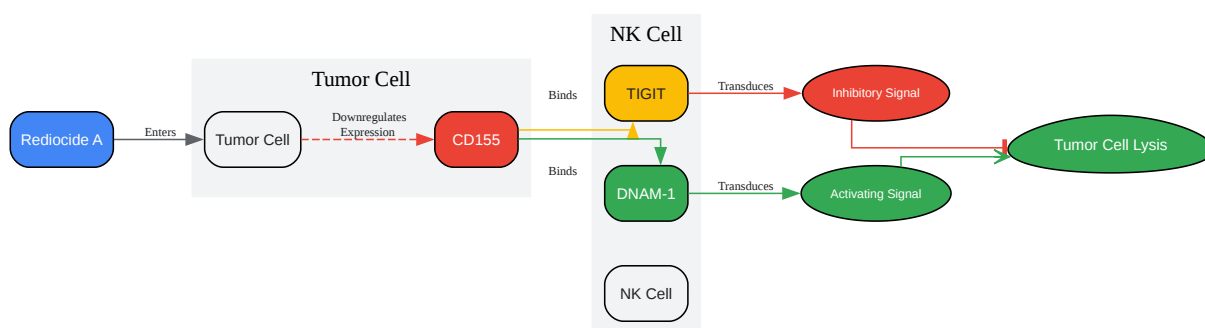 NK Cell
Tumor Cell
Rediocide A
Enters
Tumor Cell
Downregulates
Expression
CD155
Binds
Binds
TIGIT
DNAM-1
NK Cell
Transduces
Transduces
Inhibitory Signal
Activating Signal
Tumor Cell Lysis